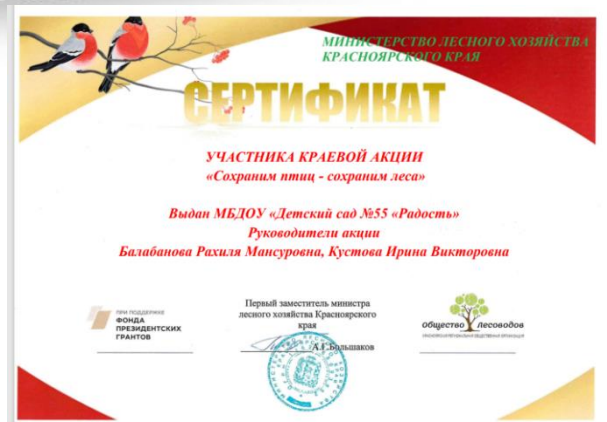 МИНИСТЕРСТВО ЛЕСНОГО ХОЗЯЙСТВА
КРАСНОЯРСКОГО КРАЯ
СЕРТИФИКАТ
УЧАСТНИКА КРАЕВОЙ АКЦИИ
«Сохраним птиц - сохраним леса»
Выдан МБДОУ «Детский сад №55 «Радость»
Руководители акции
Балабанова Рахиля Мансуровна, Кустова Ирина Викторовна
ПРИ ПОДДЕРЖКЕ
ФОНДА
ПРЕЗИДЕНТСКИХ
ГРАНТОВ
Первый заместитель министра
лесного хозяйства Красноярского
края
А.Г.Большаков
Общество Лесоводов